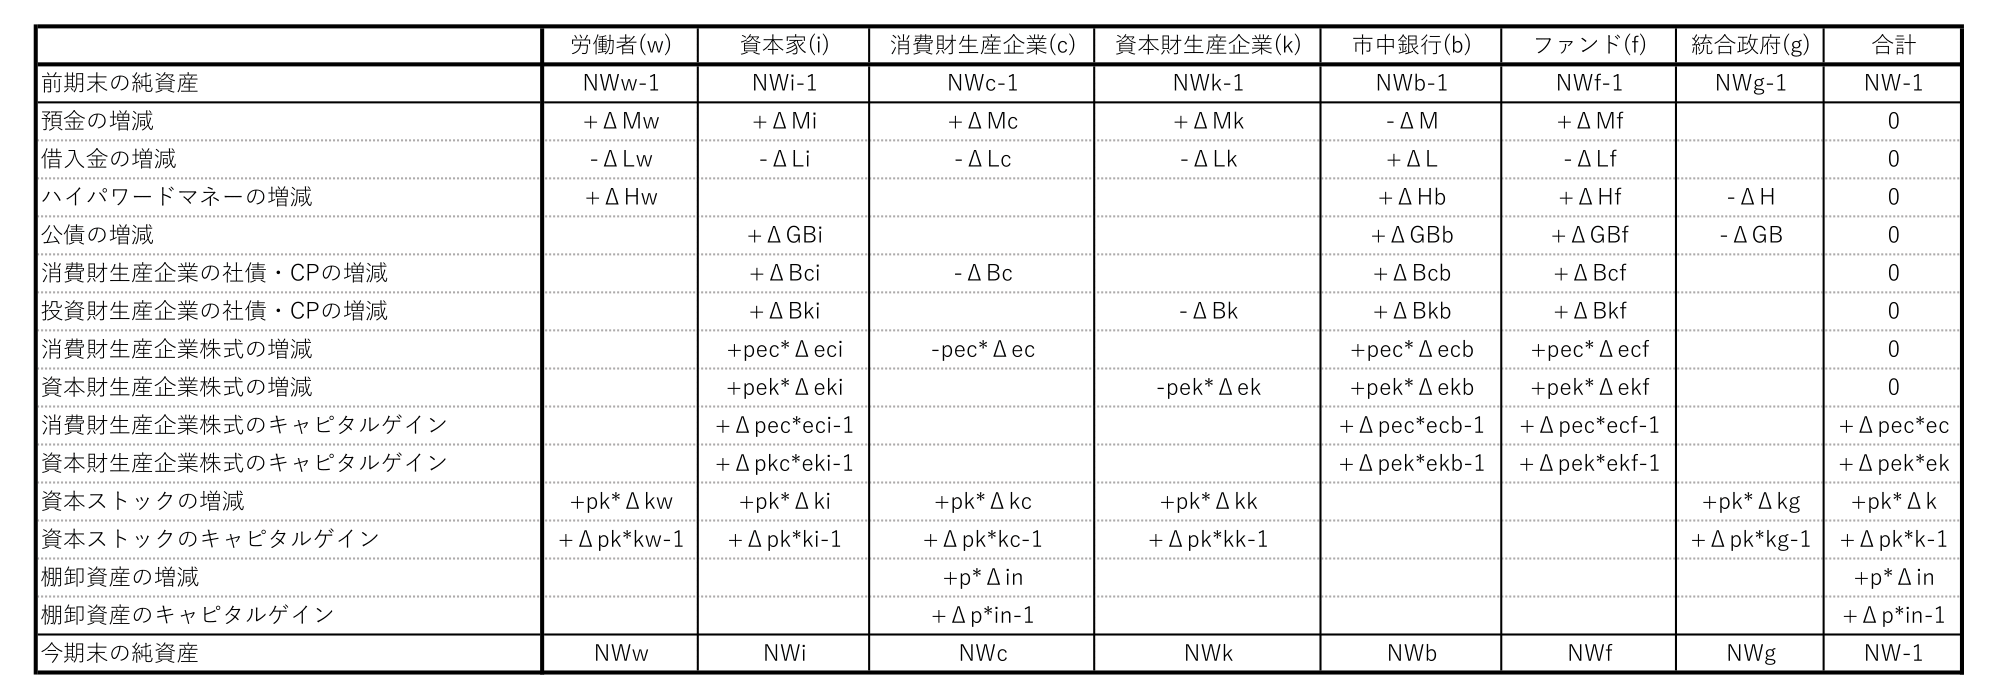 労働者(w) 資本家(i) 消費財生産企業(c) 資本財生産企業(k) 市中銀行(b) ファンド(f) 統合政府(g) 合計
前期末の純資産 NWw-1 NWi-1 NWc-1 NWk-1 NWb-1 NWf-1 NWg-1 NW-1
預金の増減 +ΔMw +ΔMi +ΔMc +ΔMk -ΔM +ΔMf 0
借入金の増減 -ΔLw -ΔLi -ΔLc -ΔLk +ΔL -ΔLf 0
ハイパワードマネーの増減 +ΔHw +ΔHb +ΔHf -ΔH 0
公債の増減 +ΔGBi +ΔGBb +ΔGBf -ΔGB 0
消費財生産企業の社債・CPの増減 +ΔBci -ΔBc +ΔBcb +ΔBcf 0
投資財生産企業の社債・CPの増減 +ΔBki -ΔBk +ΔBkb +ΔBkf 0
消費財生産企業株式の増減 +pec*Δeci -pec*Δec +pec*Δecb +pec*Δecf 0
資本財生産企業株式の増減 +pek*Δeki -pek*Δek +pek*Δekb +pek*Δekf 0
消費財生産企業株式のキャピタルゲイン +Δpec*eci-1 +Δpec*ecb-1 +Δpec*ecf-1 +Δpec*ec
資本財生産企業株式のキャピタルゲイン +Δpkc*eki-1 +Δpek*ekb-1 +Δpek*ekf-1 +Δpek*ek
資本ストックの増減 +pk*Δkw +pk*Δki +pk*Δkc +pk*Δkk +pk*Δkg +pk*Δk
資本ストックのキャピタルゲイン +Δpk*kw-1 +Δpk*ki-1 +Δpk*kc-1 +Δpk*kk-1 +Δpk*kg-1 +Δpk*k-1
棚卸資産の増減 +p*Δin +p*Δin
棚卸資産のキャピタルゲイン +Δp*in-1 +Δp*in-1
今期末の純資産 NWw NWi NWc NWk NWb NWf NWg NW-1